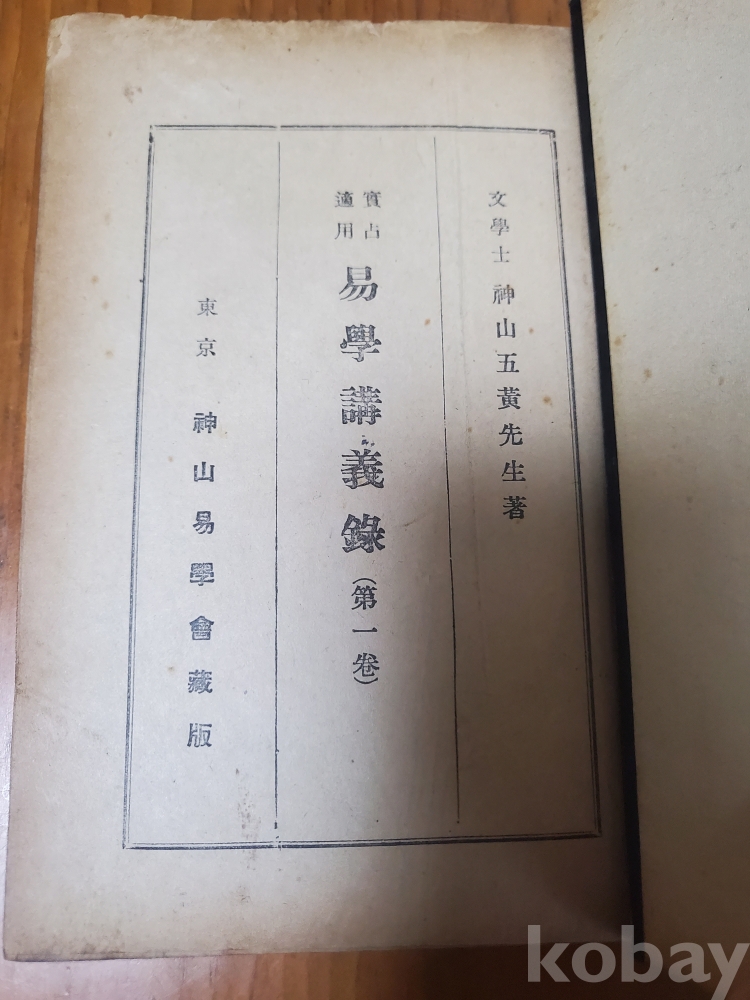 文學士 神山五黃先生著
實占
適用
易學講義錄(第一卷)
東京 神山易學會藏版
kobay